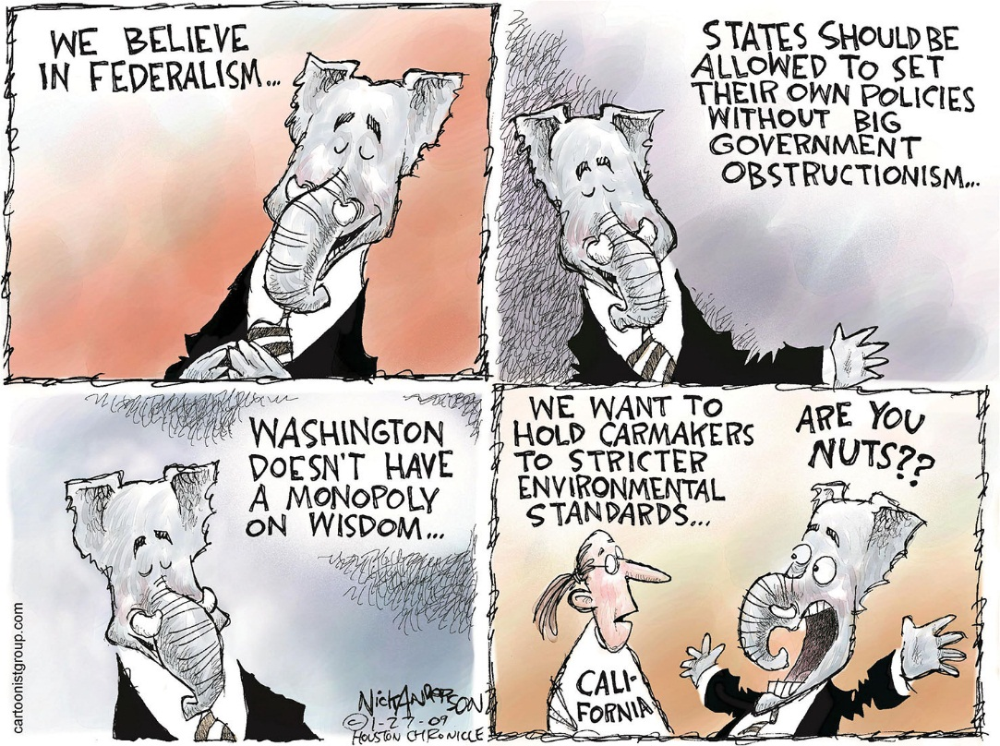 WE BELIEVE
IN FEDERALISM...
STATES SHOULD BE
ALLOWED TO SET
THEIR OWN POLICIES
WITHOUT BIG
GOVERNMENT
OBSTRUCTIONISM...
WASHINGTON
DOESN'T HAVE
A MONOPOLY
ON WISDOM...
NICK ANDERSON
© 1-27-09
HOUSTON CHRONICLE
cartoonistgroup.com
WE WANT TO
HOLD CARMAKERS
TO STRICTER
ENVIRONMENTAL
STANDARDS...
ARE YOU
NUTS??
CALI-
FORNIA